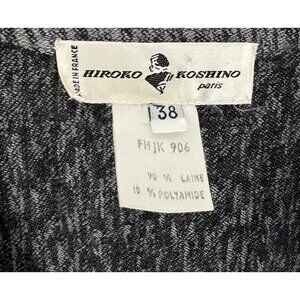 MADE IN FRANCE
HIROKO KOSHINO
paris
38
FHJK 906
90 % LAINE
10 % POLYAMIDE